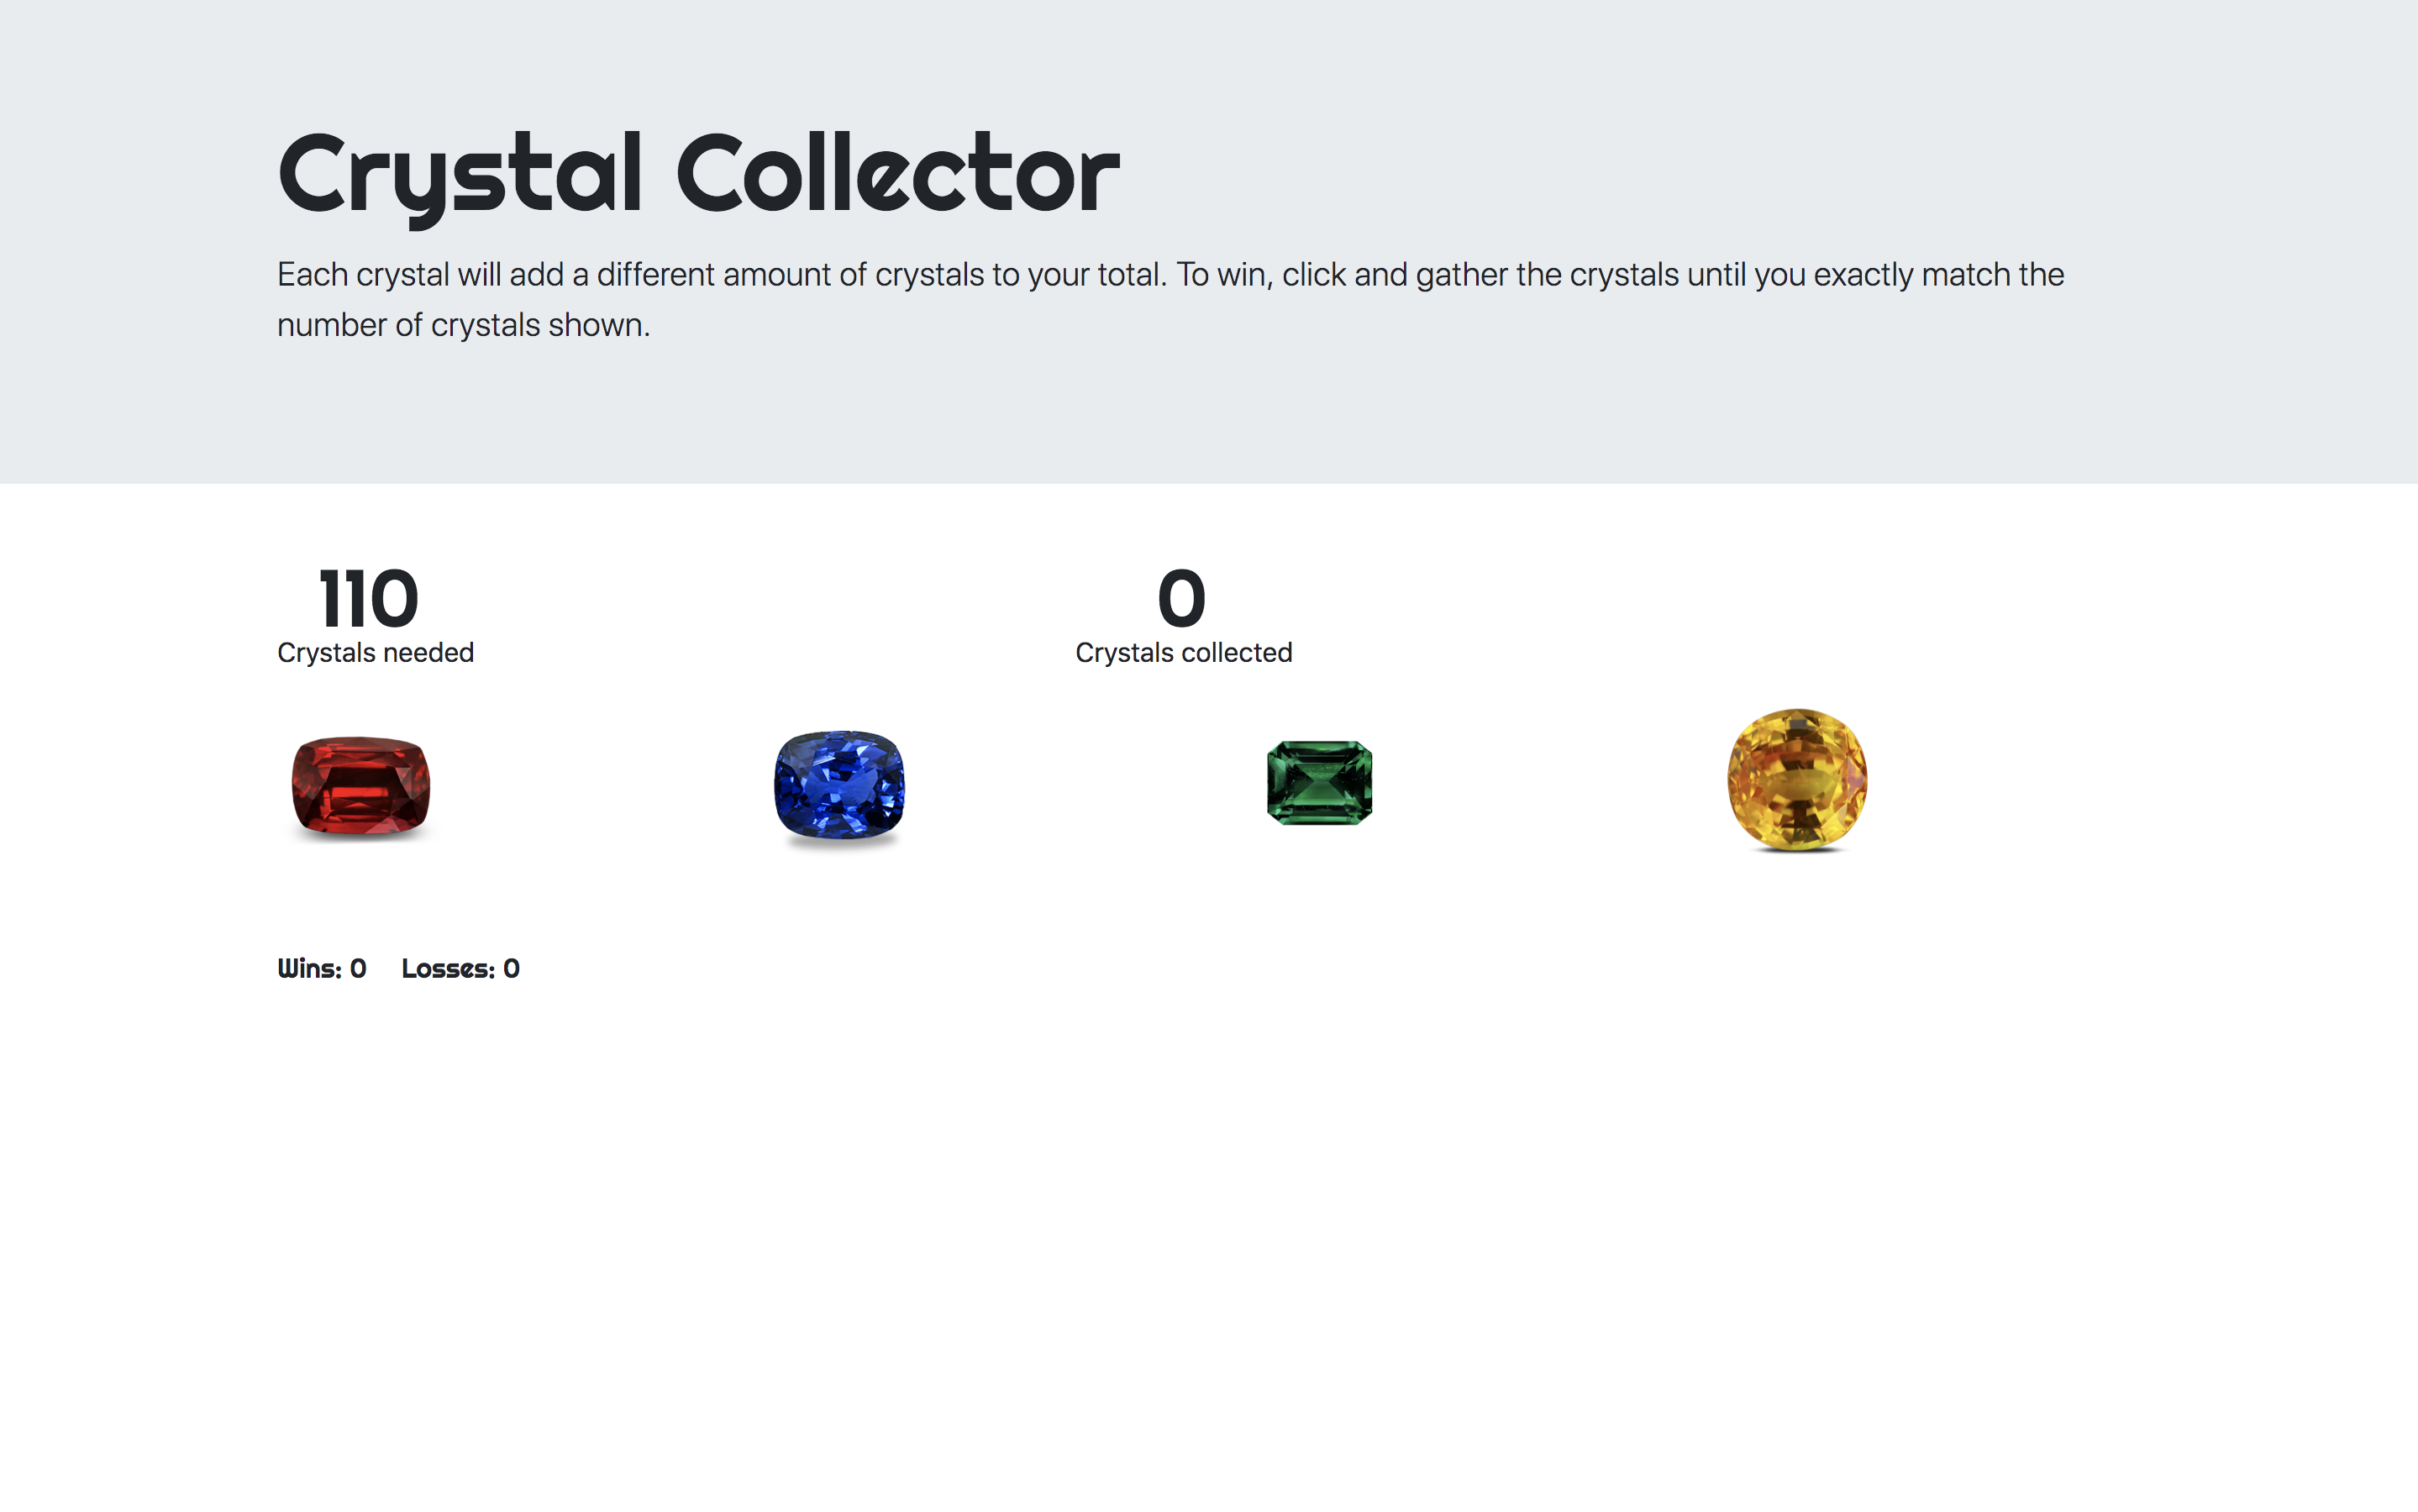 Crystal Collector
Each crystal will add a different amount of crystals to your total. To win, click and gather the crystals until you exactly match the
number of crystals shown.
110
Crystals needed
0
Crystals collected
Wins: 0 Losses: 0